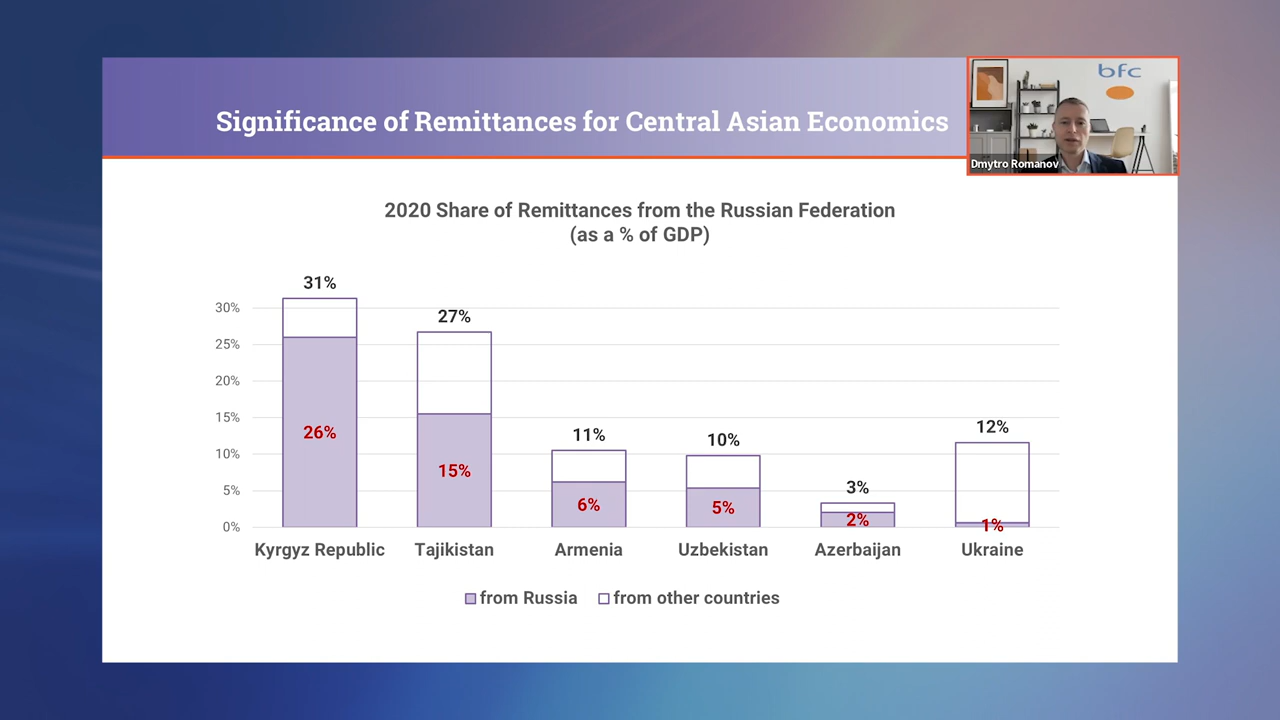 bfc
Significance of Remittances for Central Asian Economics
Dmytro Romanov
2020 Share of Remittances from the Russian Federation
(as a % of GDP)
31%
27%
11%
10%
3%
12%
30%
25%
20%
15%
10%
5%
0%
26%
15%
6%
5%
2%
1%
Kyrgyz Republic
Tajikistan
Armenia
Uzbekistan
Azerbaijan
Ukraine
from Russia
from other countries